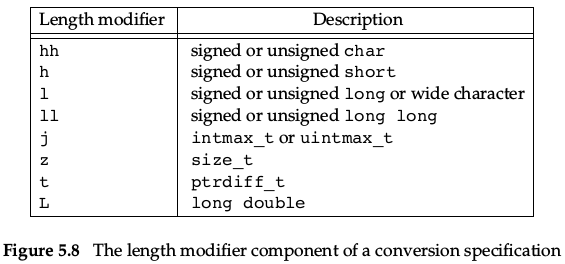 Length modifier Description
hh signed or unsigned char
h signed or unsigned short
l signed or unsigned long or wide character
ll signed or unsigned long long
j intmax_t or uintmax_t
z size_t
t ptrdiff_t
L long double
Figure 5.8 The length modifier component of a conversion specification